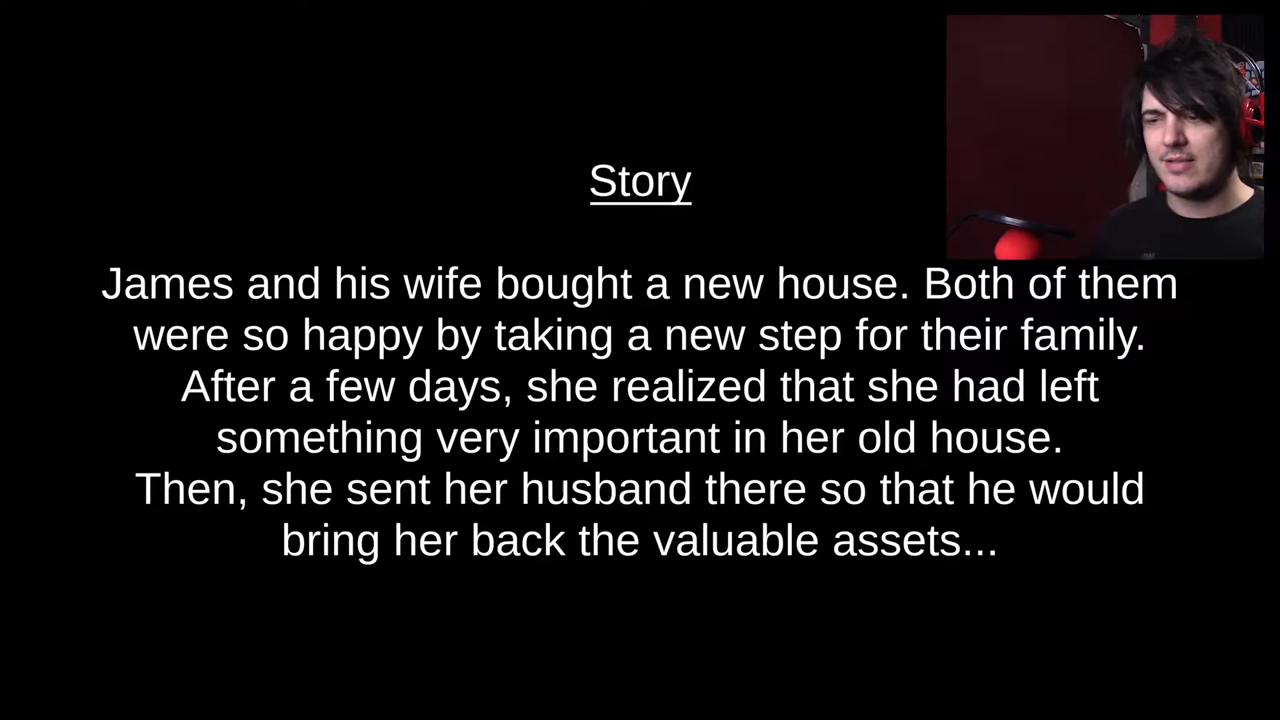 Story
James and his wife bought a new house. Both of them
were so happy by taking a new step for their family.
After a few days, she realized that she had left
something very important in her old house.
Then, she sent her husband there so that he would
bring her back the valuable assets...